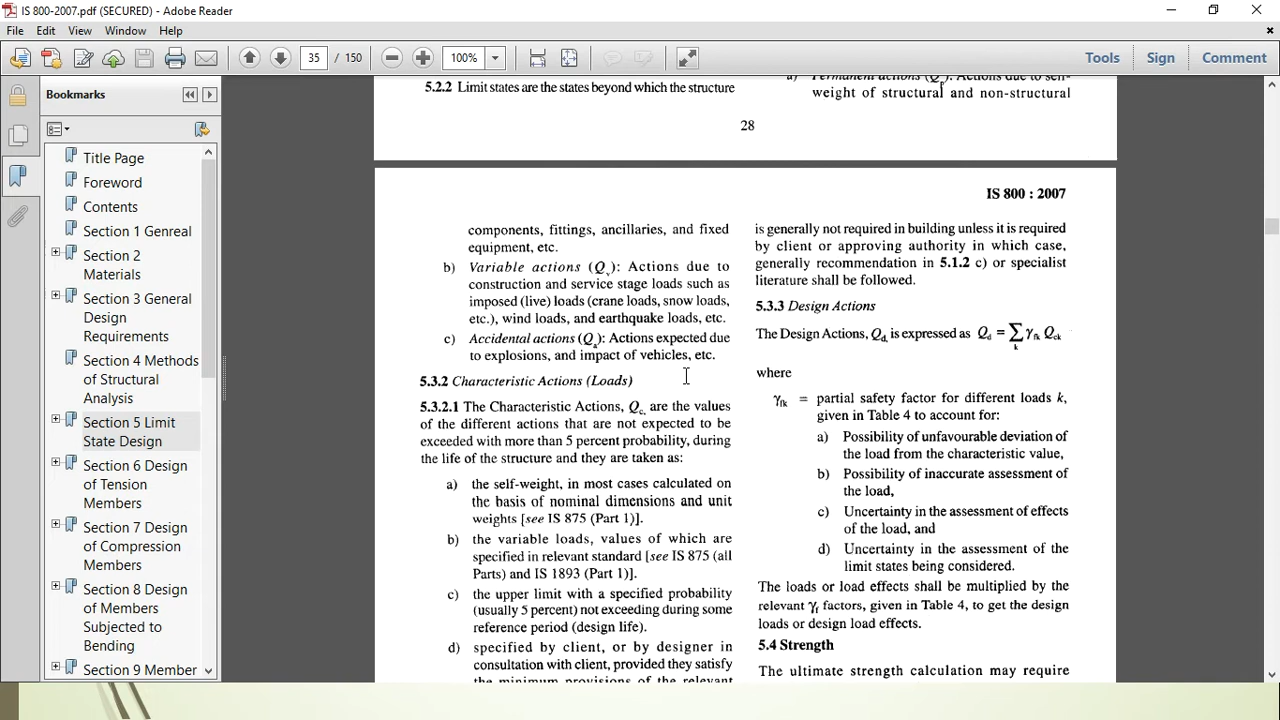 IS 800-2007.pdf (SECURED) - Adobe Reader
File Edit View Window Help
35 / 150 100% Tools Sign Comment
Bookmarks
Title Page
Foreword
Contents
Section 1 Genreal
Section 2
Materials
Section 3 General
Design
Requirements
Section 4 Methods
of Structural
Analysis
Section 5 Limit
State Design
Section 6 Design
of Tension
Members
Section 7 Design
of Compression
Members
Section 8 Design
of Members
Subjected to
Bending
Section 9 Member
5.2.2 Limit states are the states beyond which the structure
a) Permanent actions (Qp): Actions due to self-
weight of structural and non-structural
28
IS 800 : 2007
components, fittings, ancillaries, and fixed
equipment, etc.
b) Variable actions (Qv): Actions due to
construction and service stage loads such as
imposed (live) loads (crane loads, snow loads,
etc.), wind loads, and earthquake loads, etc.
c) Accidental actions (Qa): Actions expected due
to explosions, and impact of vehicles, etc.
5.3.2 Characteristic Actions (Loads)
5.3.2.1 The Characteristic Actions, Qc, are the values
of the different actions that are not expected to be
exceeded with more than 5 percent probability, during
the life of the structure and they are taken as:
a) the self-weight, in most cases calculated on
the basis of nominal dimensions and unit
weights [see IS 875 (Part 1)].
b) the variable loads, values of which are
specified in relevant standard [see IS 875 (all
Parts) and IS 1893 (Part 1)].
c) the upper limit with a specified probability
(usually 5 percent) not exceeding during some
reference period (design life).
d) specified by client, or by designer in
consultation with client, provided they satisfy
the minimum provisions of the relevant
is generally not required in building unless it is required
by client or approving authority in which case,
generally recommendation in 5.1.2 c) or specialist
literature shall be followed.
5.3.3 Design Actions
The Design Actions, Qd, is expressed as Qd = ∑k γfk Qck
where
γfk = partial safety factor for different loads k,
given in Table 4 to account for:
a) Possibility of unfavourable deviation of
the load from the characteristic value,
b) Possibility of inaccurate assessment of
the load,
c) Uncertainty in the assessment of effects
of the load, and
d) Uncertainty in the assessment of the
limit states being considered.
The loads or load effects shall be multiplied by the
relevant γf factors, given in Table 4, to get the design
loads or design load effects.
5.4 Strength
The ultimate strength calculation may require